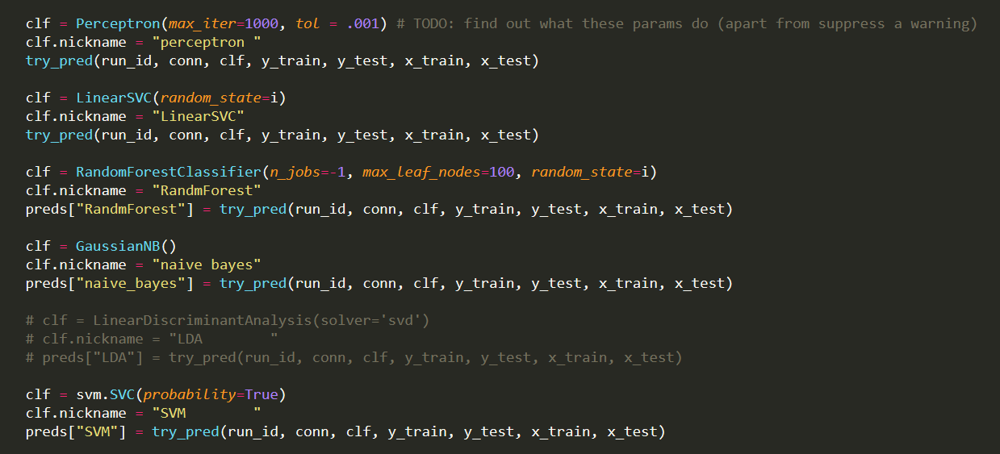 clf = Perceptron(max_iter=1000, tol = .001) # TODO: find out what these params do (apart from suppress a warning)
clf.nickname = "perceptron "
try_pred(run_id, conn, clf, y_train, y_test, x_train, x_test)

clf = LinearSVC(random_state=i)
clf.nickname = "LinearSVC"
try_pred(run_id, conn, clf, y_train, y_test, x_train, x_test)

clf = RandomForestClassifier(n_jobs=-1, max_leaf_nodes=100, random_state=i)
clf.nickname = "RandmForest"
preds["RandmForest"] = try_pred(run_id, conn, clf, y_train, y_test, x_train, x_test)

clf = GaussianNB()
clf.nickname = "naive bayes"
preds["naive_bayes"] = try_pred(run_id, conn, clf, y_train, y_test, x_train, x_test)

# clf = LinearDiscriminantAnalysis(solver='svd')
# clf.nickname = "LDA        "
# preds["LDA"] = try_pred(run_id, conn, clf, y_train, y_test, x_train, x_test)

clf = svm.SVC(probability=True)
clf.nickname = "SVM        "
preds["SVM"] = try_pred(run_id, conn, clf, y_train, y_test, x_train, x_test)